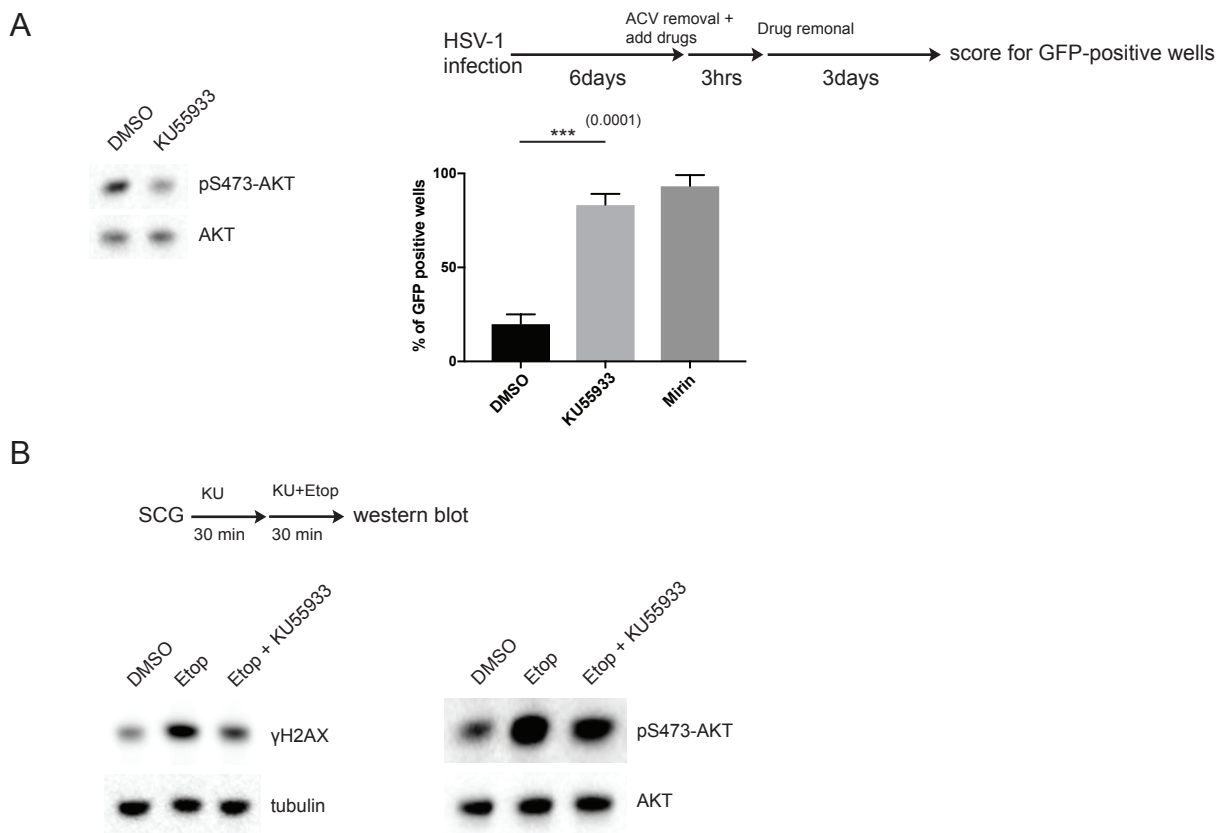 A
HSV-1
infection
ACV removal +
add drugs
Drug remonal
6days
3hrs
3days
score for GFP-positive wells
DMSO
KU55933
pS473-AKT
AKT
*** (0.0001)
% of GFP positive wells
100
50
0
DMSO
KU55933
Mirin
B
SCG
KU
30 min
KU+Etop
30 min
western blot
DMSO
Etop
Etop + KU55933
γH2AX
tubulin
DMSO
Etop
Etop + KU55933
pS473-AKT
AKT